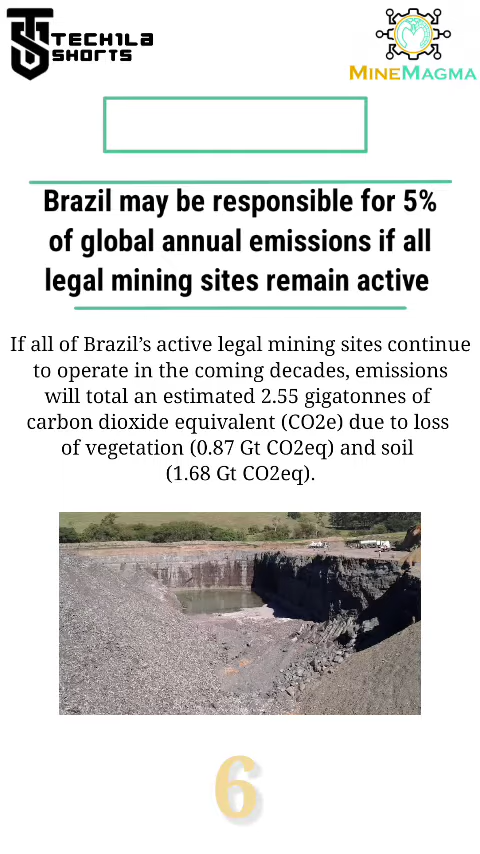 TECH1LA
SHORTS
MINEMAGMA
Brazil may be responsible for 5%
of global annual emissions if all
legal mining sites remain active
If all of Brazil’s active legal mining sites continue
to operate in the coming decades, emissions
will total an estimated 2.55 gigatonnes of
carbon dioxide equivalent (CO2e) due to loss
of vegetation (0.87 Gt CO2eq) and soil
(1.68 Gt CO2eq).
6